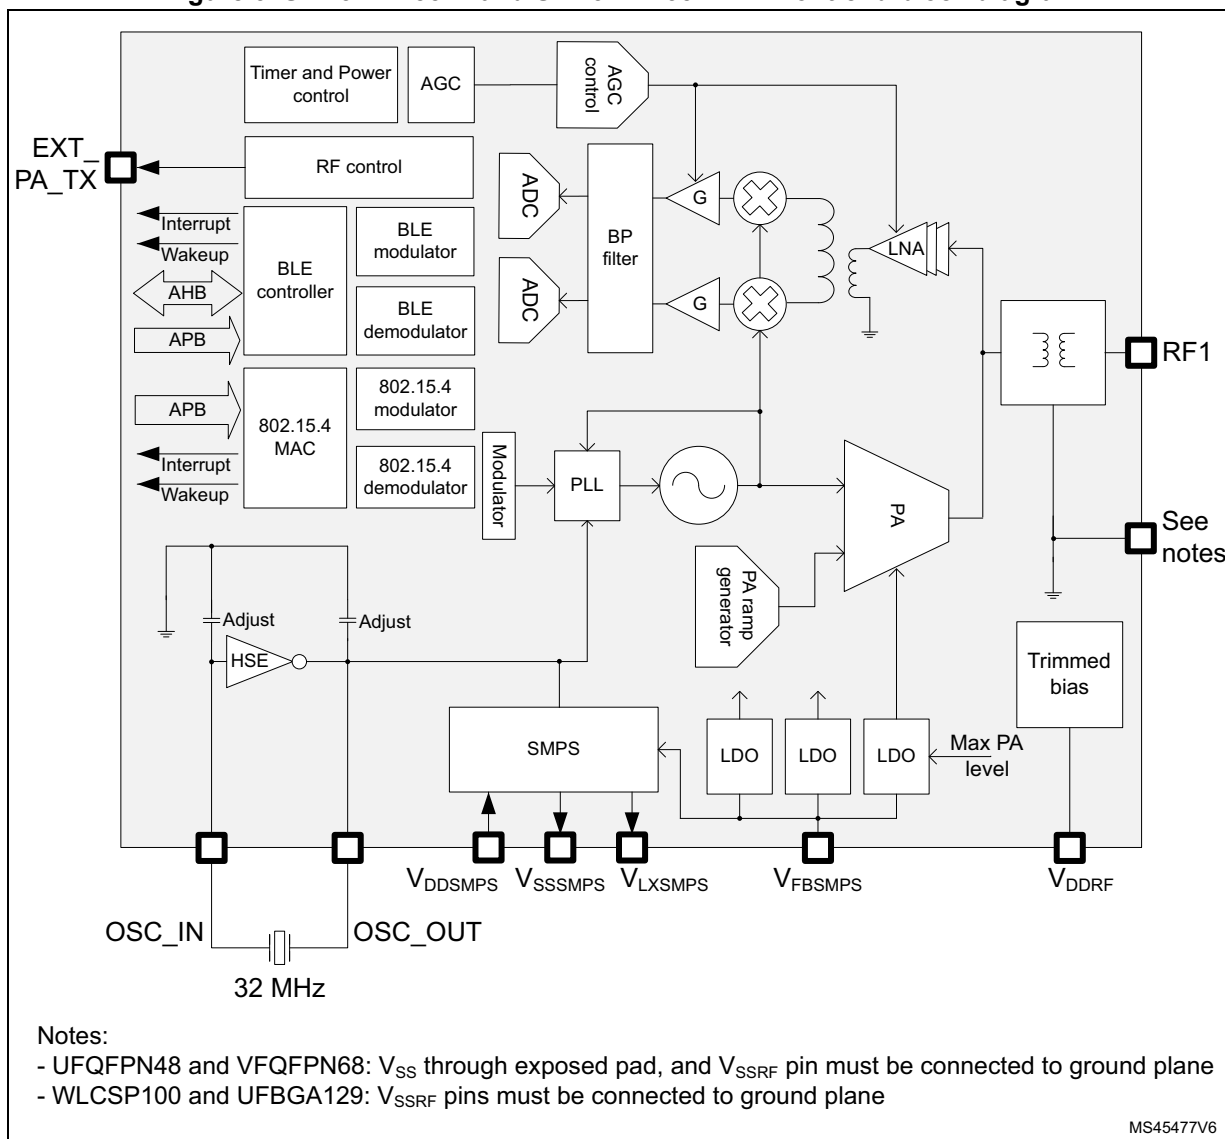 Timer and Power
control
AGC
AGC
control
EXT_
PA_TX
RF control
ADC
ADC
BP
filter
G
G
LNA
Interrupt
Wakeup
AHB
APB
BLE
controller
BLE
modulator
BLE
demodulator
RF1
APB
Interrupt
Wakeup
802.15.4
MAC
802.15.4
modulator
802.15.4
demodulator
Modulator
PLL
PA
See
notes
PA ramp
generator
Adjust
Adjust
HSE
Trimmed
bias
SMPS
LDO
LDO
LDO
Max PA
level
VDDSMPS
VSSSMPS
VLXSMPS
VFBSMPS
VDDRF
OSC_IN
OSC_OUT
32 MHz
Notes:
- UFQFPN48 and VFQFPN68: VSS through exposed pad, and VSSRF pin must be connected to ground plane
- WLCSP100 and UFBGA129: VSSRF pins must be connected to ground plane
MS45477V6